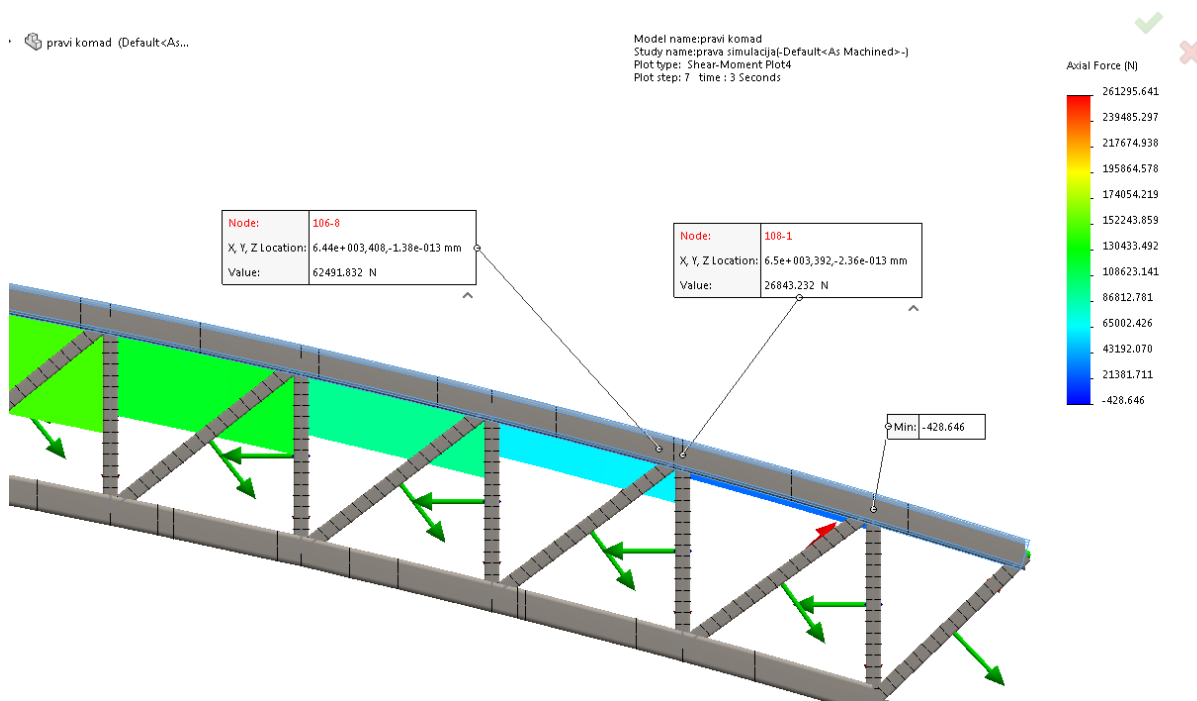 pravi komad (Default<As...
Model name:pravi komad
Study name:prava simulacija(-Default<As Machined>-)
Plot type: Shear-Moment Plot4
Plot step: 7 time : 3 Seconds
Axial Force (N)
261295.641
239485.297
217674.938
195864.578
174054.219
152243.859
130433.492
108623.141
86812.781
65002.426
43192.070
21381.711
-428.646
Node: 106-8
X, Y, Z Location: 6.44e+003,408,-1.38e-013 mm
Value: 62491.832 N
Node: 108-1
X, Y, Z Location: 6.5e+003,392,-2.36e-013 mm
Value: 26843.232 N
Min: -428.646